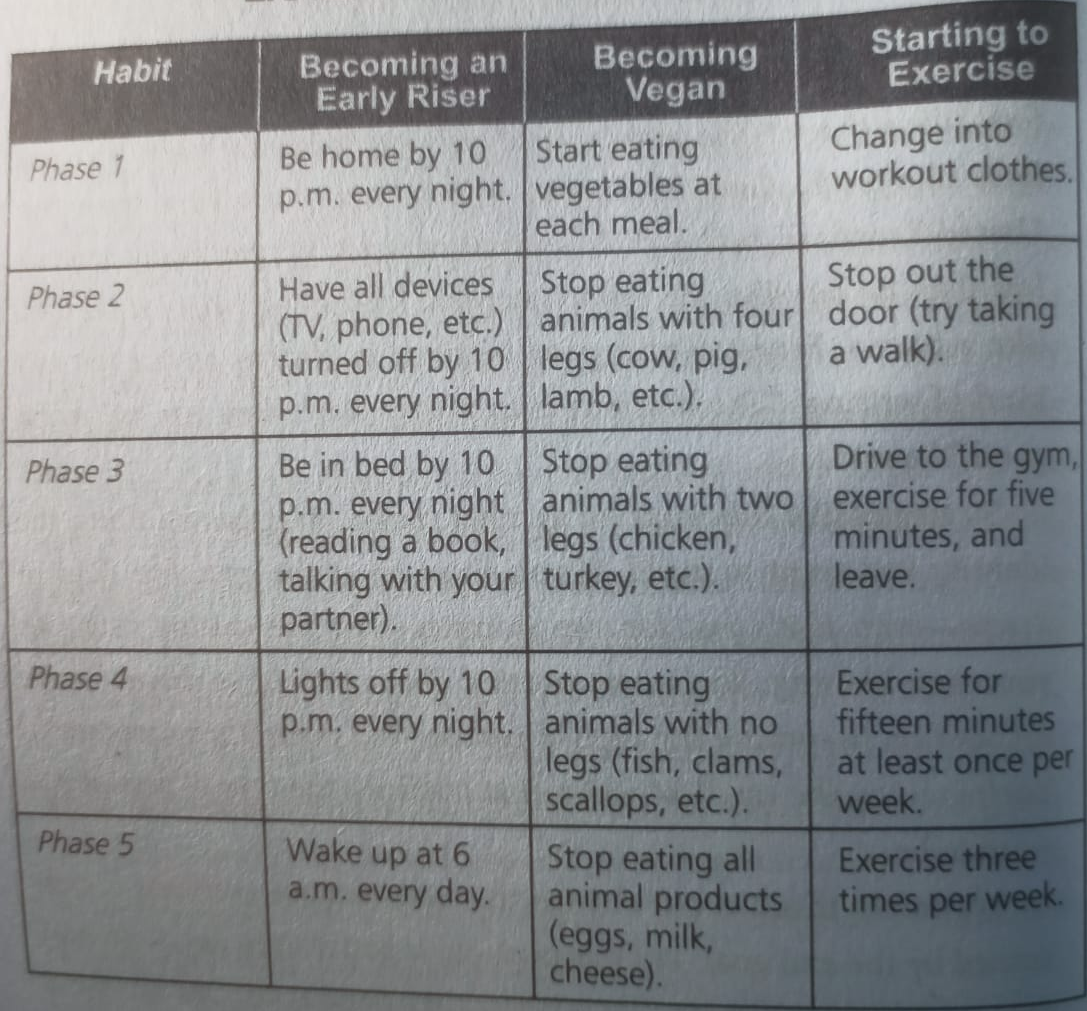 Habit
Becoming an
Early Riser
Becoming
Vegan
Starting to
Exercise
Phase 1
Be home by 10
p.m. every night.
Start eating
vegetables at
each meal.
Change into
workout clothes.
Phase 2
Have all devices
(TV, phone, etc.)
turned off by 10
p.m. every night.
Stop eating
animals with four
legs (cow, pig,
lamb, etc.).
Stop out the
door (try taking
a walk).
Phase 3
Be in bed by 10
p.m. every night
(reading a book,
talking with your
partner).
Stop eating
animals with two
legs (chicken,
turkey, etc.).
Drive to the gym,
exercise for five
minutes, and
leave.
Phase 4
Lights off by 10
p.m. every night.
Stop eating
animals with no
legs (fish, clams,
scallops, etc.).
Exercise for
fifteen minutes
at least once per
week.
Phase 5
Wake up at 6
a.m. every day.
Stop eating all
animal products
(eggs, milk,
cheese).
Exercise three
times per week.